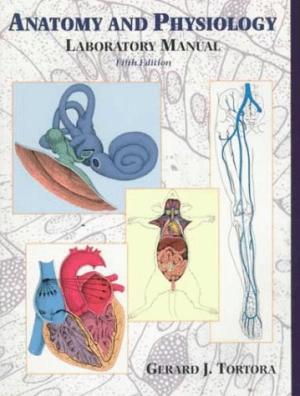 ANATOMY AND PHYSIOLOGY
LABORATORY MANUAL
Fifth Edition
GERARD J. TORTORA